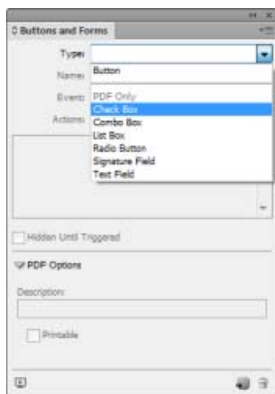 Buttons and Forms
Type:
Button
Name:
Event:
PDF Only
Check Box
Actions:
Combo Box
List Box
Radio Button
Signature Field
Text Field
Hidden Until Triggered
PDF Options
Description:
Printable